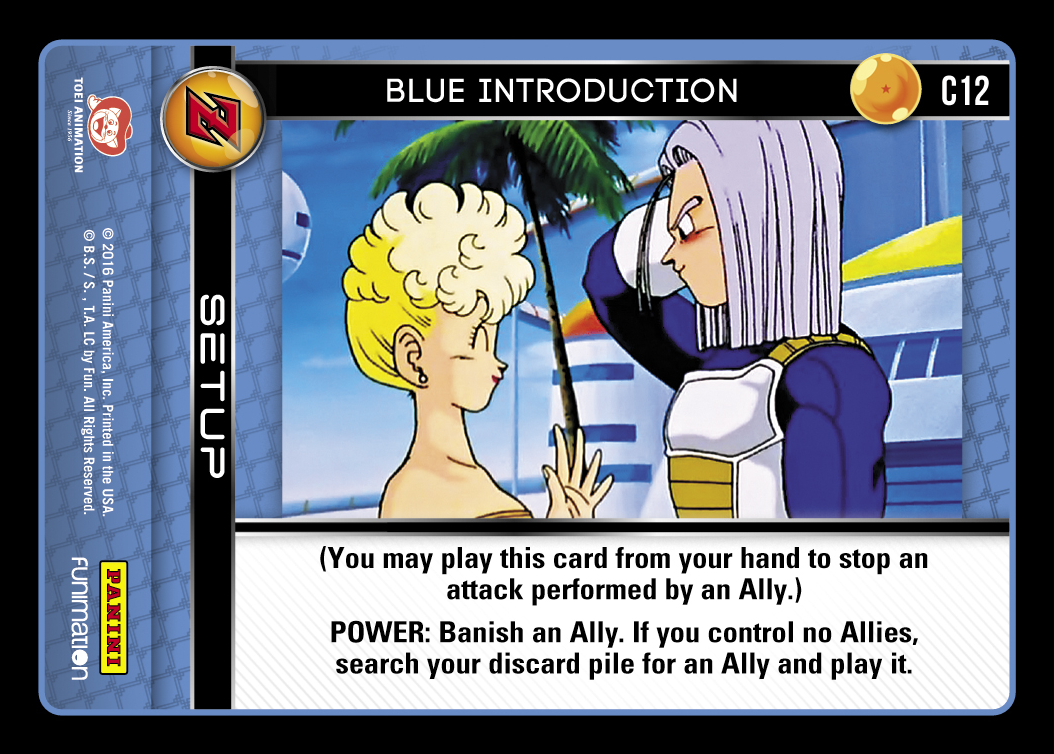 BLUE INTRODUCTION
C12
SETUP
(You may play this card from your hand to stop an
attack performed by an Ally.)
POWER: Banish an Ally. If you control no Allies,
search your discard pile for an Ally and play it.
TOEI ANIMATION
Since 1956
© 2016 Panini America, Inc. Printed in the USA.
© B.S. / S., T.A. LC by Fun. All Rights Reserved.
PANINI
FUNIMATION